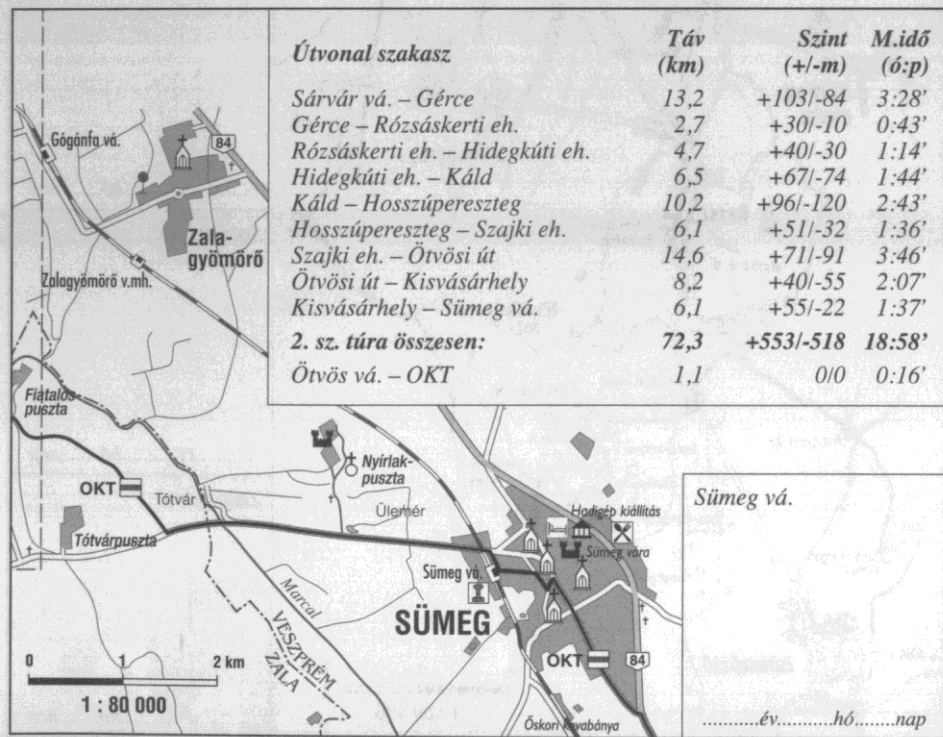 Útvonal szakasz Táv (km) Szint (+/-m) M.idő (ó:p)
Sárvár vá. – Gérce 13,2 +103/-84 3:28'
Gérce – Rózsáskerti eh. 2,7 +30/-10 0:43'
Rózsáskerti eh. – Hidegkúti eh. 4,7 +40/-30 1:14'
Hidegkúti eh. – Káld 6,5 +67/-74 1:44'
Káld – Hosszúpereszteg 10,2 +96/-120 2:43'
Hosszúpereszteg – Szajki eh. 6,1 +51/-32 1:36'
Szajki eh. – Ötvösi út 14,6 +71/-91 3:46'
Ötvösi út – Kisvásárhely 8,2 +40/-55 2:07'
Kisvásárhely – Sümeg vá. 6,1 +55/-22 1:37'
2. sz. túra összesen: 72,3 +553/-518 18:58'
Ötvös vá. – OKT 1,1 0/0 0:16'
Gógánfa vá.
84
Zala-
gyömörő
Zalagyömörő v.mh.
Fiatalos
puszta
OKT
Tótvár
Tótvárpuszta
Nyírlak-
puszta
Ülemér
Hadigép kiállítás
Sümeg vára
Sümeg vá.
SÜMEG
Marcal
VESZPRÉM
ZALA
OKT
84
Őskori kovabánya
0 1 2 km
1 : 80 000
Sümeg vá.
...........év..........hó........nap